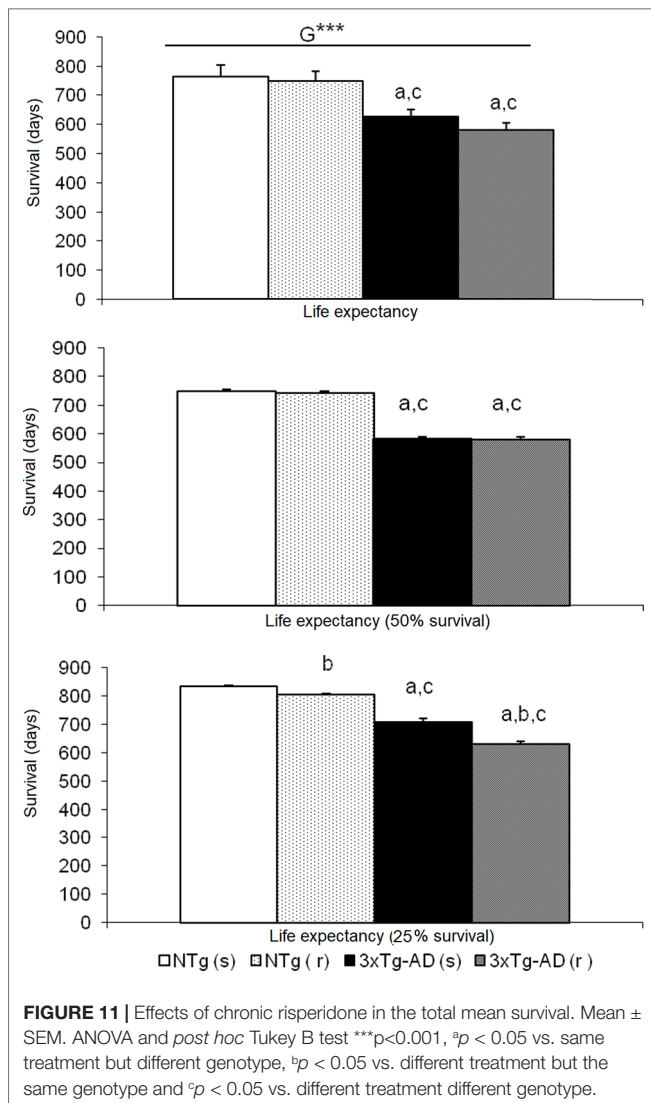 G***
900
800
700
600
500
400
300
200
100
0
Survival (days)
a,c
a,c
Life expectancy
900
800
700
600
500
400
300
200
100
0
Survival (days)
a,c
a,c
Life expectancy (50% survival)
900
800
700
600
500
400
300
200
100
0
Survival (days)
b
a,c
a,b,c
Life expectancy (25% survival)
NTg (s) NTg ( r) 3xTg-AD (s) 3xTg-AD (r )
FIGURE 11 | Effects of chronic risperidone in the total mean survival. Mean ±
SEM. ANOVA and post hoc Tukey B test ***p<0.001, ᵃp < 0.05 vs. same
treatment but different genotype, ᵇp < 0.05 vs. different treatment but the
same genotype and ᶜp < 0.05 vs. different treatment different genotype.